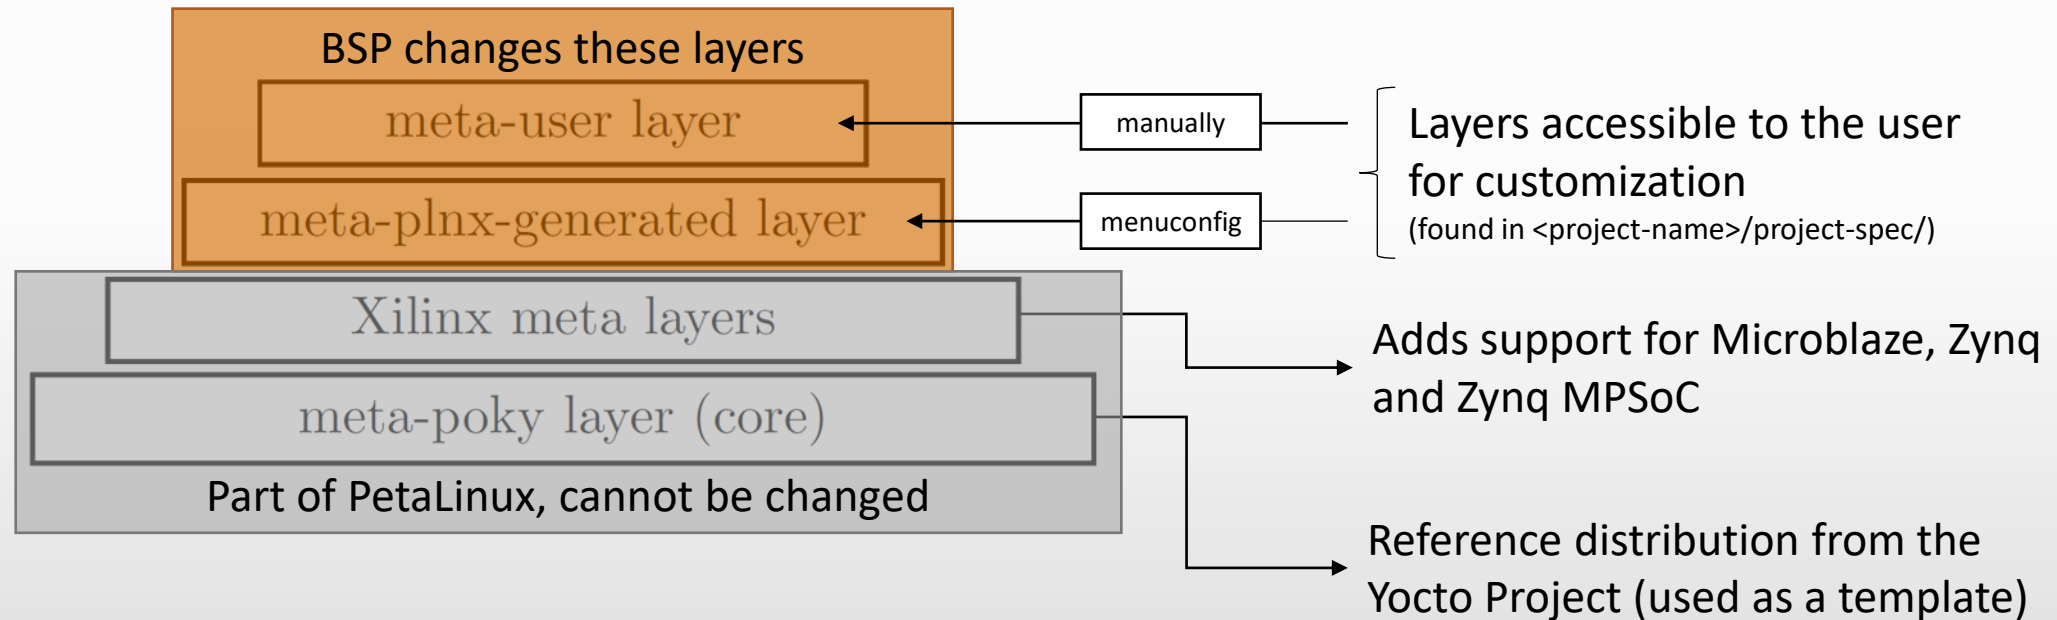 BSP changes these layers
meta-user layer
meta-plnx-generated layer
manually
menuconfig
Layers accessible to the user
for customization
(found in <project-name>/project-spec/)
Xilinx meta layers
meta-poky layer (core)
Part of PetaLinux, cannot be changed
Adds support for Microblaze, Zynq
and Zynq MPSoC
Reference distribution from the
Yocto Project (used as a template)